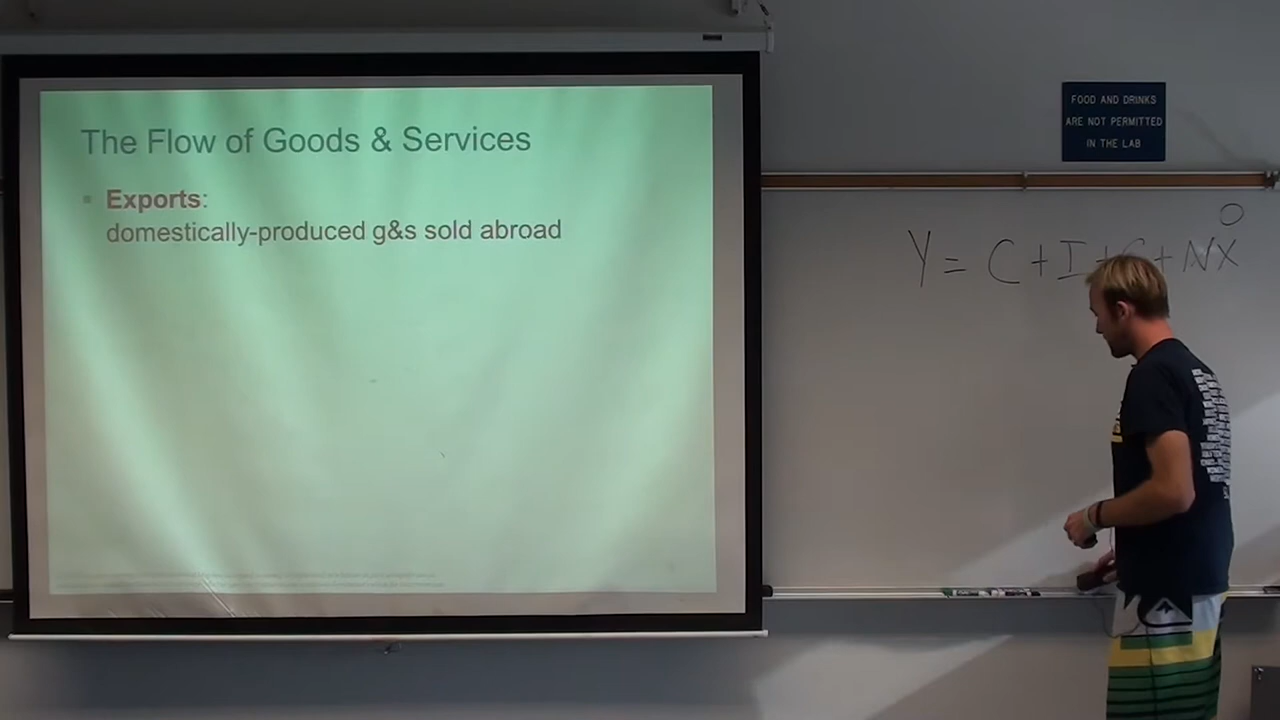 The Flow of Goods & Services
Exports:
domestically-produced g&s sold abroad
FOOD AND DRINKS
ARE NOT PERMITTED
IN THE LAB
O
Y = C + I + G + NX